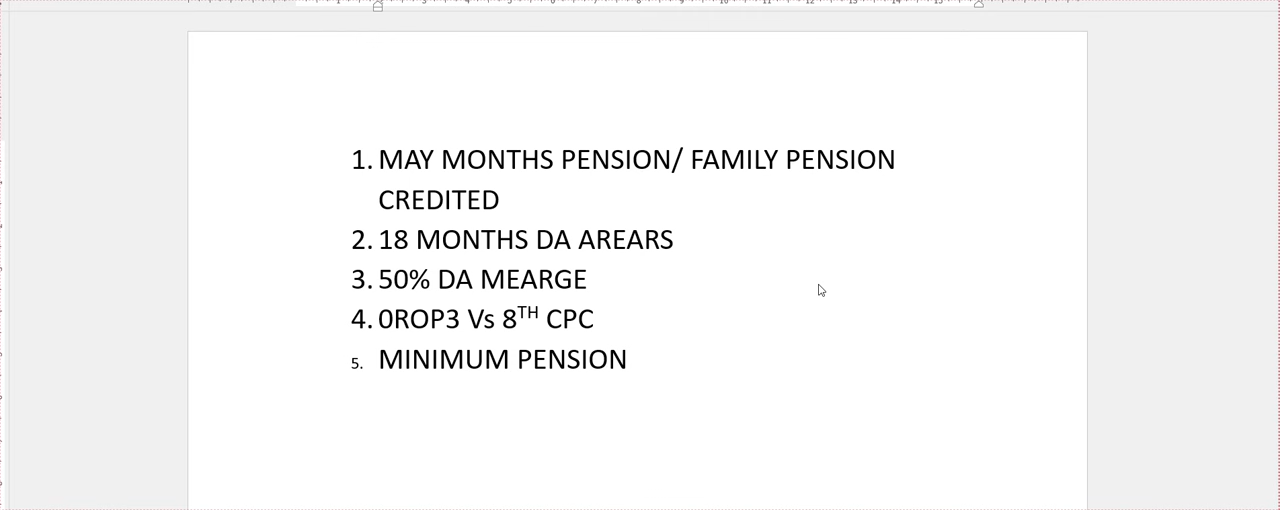 1. MAY MONTHS PENSION/ FAMILY PENSION
CREDITED
2. 18 MONTHS DA AREARS
3. 50% DA MEARGE
4. 0ROP3 Vs 8TH CPC
5. MINIMUM PENSION